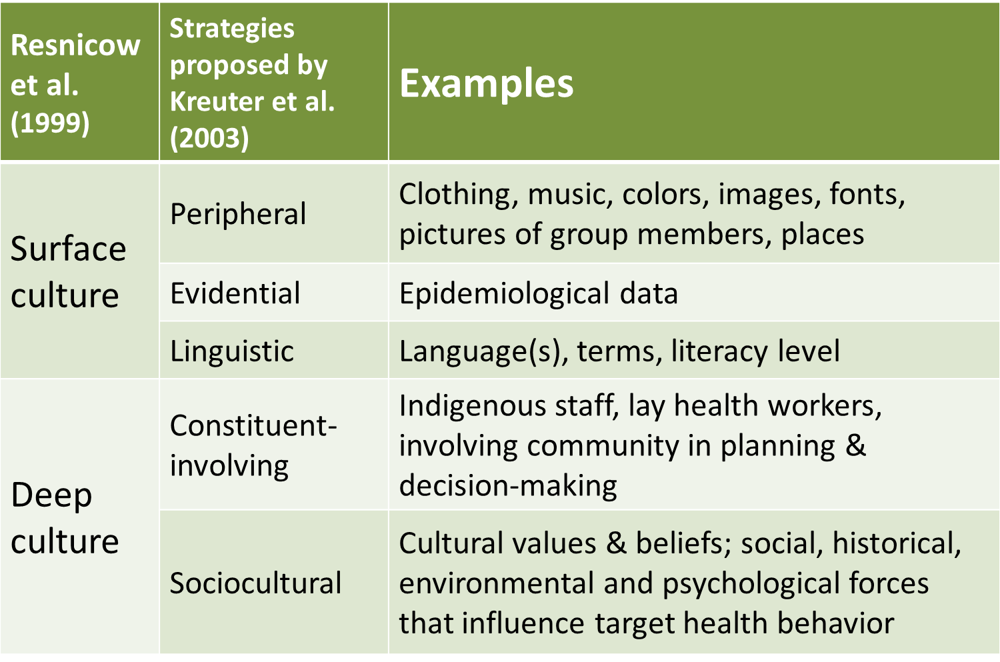 Resnicow
et al.
(1999)
Strategies
proposed by
Kreuter et al.
(2003)
Examples
Surface
culture
Peripheral
Clothing, music, colors, images, fonts,
pictures of group members, places
Evidential
Epidemiological data
Linguistic
Language(s), terms, literacy level
Deep
culture
Constituent-
involving
Indigenous staff, lay health workers,
involving community in planning &
decision-making
Sociocultural
Cultural values & beliefs; social, historical,
environmental and psychological forces
that influence target health behavior